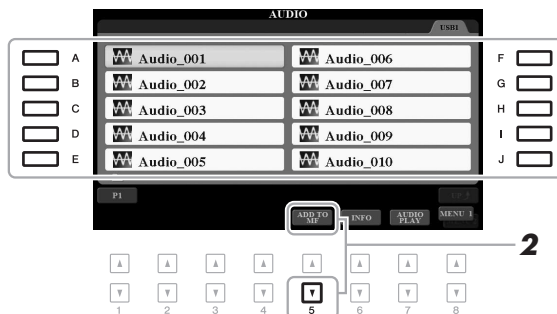 AUDIO
USB1
A Audio_001 Audio_006 F
B Audio_002 Audio_007 G
C Audio_003 Audio_008 H
D Audio_004 Audio_009 I
E Audio_005 Audio_010 J
P1
ADD TO MF INFO AUDIO PLAY MENU 1
2
1 2 3 4 5 6 7 8